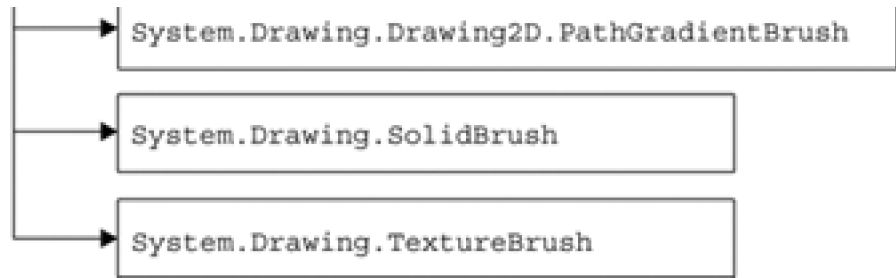 System.Drawing.Drawing2D.PathGradientBrush
System.Drawing.SolidBrush
System.Drawing.TextureBrush